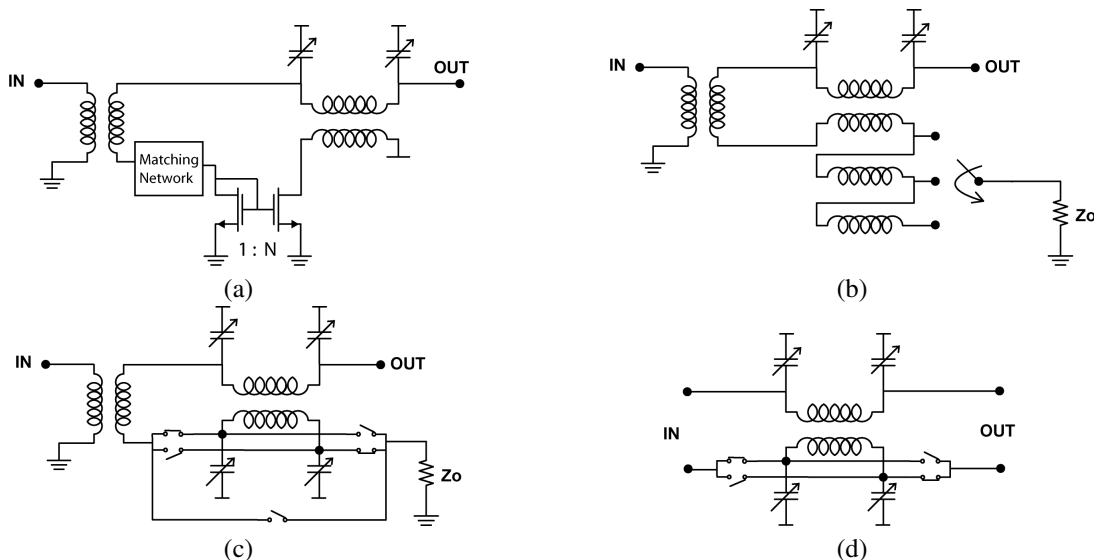 IN
OUT
Matching
Network
1 : N
(a)
IN
OUT
Zo
(b)
IN
OUT
Zo
(c)
IN
OUT
(d)